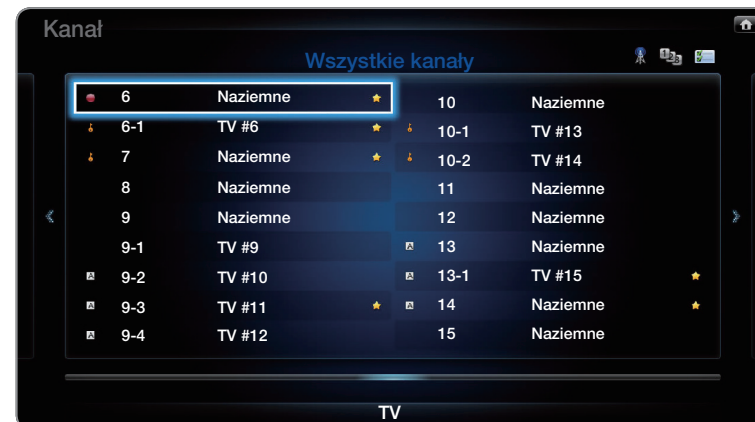 Kanał
Wszystkie kanały
6 Naziemne
6-1 TV #6
7 Naziemne
8 Naziemne
9 Naziemne
9-1 TV #9
A 9-2 TV #10
A 9-3 TV #11
A 9-4 TV #12
10 Naziemne
10-1 TV #13
10-2 TV #14
11 Naziemne
12 Naziemne
A 13 Naziemne
A 13-1 TV #15
A 14 Naziemne
15 Naziemne
TV